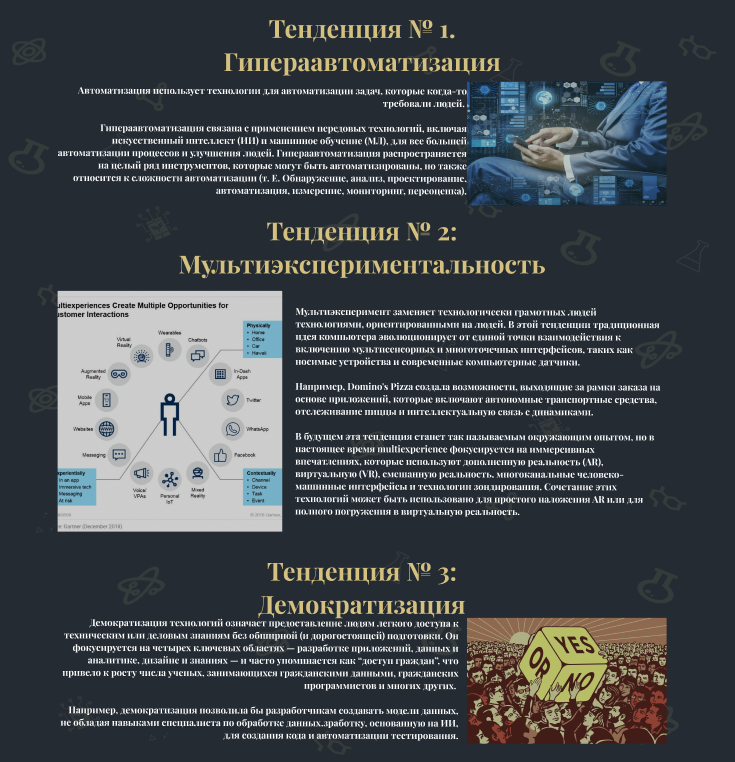 Тенденция № 1.
Гиперавтоматизация
Автоматизация использует технологии для автоматизации задач, которые когда-то
требовали людей.
Гиперавтоматизация связана с применением передовых технологий, включая
искусственный интеллект (ИИ) и машинное обучение (МЛ), для все большей
автоматизации процессов и улучшения людей. Гиперавтоматизация распространяется
на целый ряд инструментов, которые могут быть автоматизированы, но также
относится к сложности автоматизации (т. Е. Обнаружение, анализ, проектирование,
автоматизация, измерение, мониторинг, переоценка).
Тенденция № 2:
Мультиэкспериментальность
ultiexperiences Create Multiple Opportunities for
ustomer Interactions
Physically
• Home
• Office
• Car
• Hawaii
Wearables
Virtual
Reality
Chatbots
Augmented
Reality
In-Dash
Apps
Mobile
Apps
Twitter
Websites
WhatsApp
Messaging
Facebook
xperientially
In an app
Immersive tech
Messaging
At risk
Voice/
VPAs
Personal
IoT
Mixed
Reality
Contextually
• Channel
• Device
• Task
• Event
e: Gartner (December 2018)
Мультиэксперимент заменяет технологически грамотных людей
технологиями, ориентированными на людей. В этой тенденции традиционная
идея компьютера эволюционирует от единой точки взаимодействия к
включению мультисенсорных и многоточечных интерфейсов, таких как
носимые устройства и современные компьютерные датчики.
Например, Domino's Pizza создала возможности, выходящие за рамки заказа на
основе приложений, которые включают автономные транспортные средства,
отслеживание пиццы и интеллектуальную связь с динамиками.
В будущем эта тенденция станет так называемым окружающим опытом, но в
настоящее время multiexperience фокусируется на иммерсивных
впечатлениях, которые используют дополненную реальность (AR),
виртуальную (VR), смешанную реальность, многоканальные человеко-
машинные интерфейсы и технологии зондирования. Сочетание этих
технологий может быть использовано для простого наложения AR или для
полного погружения в виртуальную реальность.
Тенденция № 3:
Демократизация
Демократизация технологий означает предоставление людям легкого доступа к
техническим или деловым знаниям без обширной (и дорогостоящей) подготовки. Он
фокусируется на четырех ключевых областях — разработке приложений, данных и
аналитике, дизайне и знаниях — и часто упоминается как “доступ граждан”, что
привело к росту числа ученых, занимающихся гражданскими данными, гражданских
программистов и многих других.
YES
OR
NO
Например, демократизация позволила бы разработчикам создавать модели данных,
не обладая навыками специалиста по обработке данных.зработку, основанную на ИИ,
для создания кода и автоматизации тестирования.